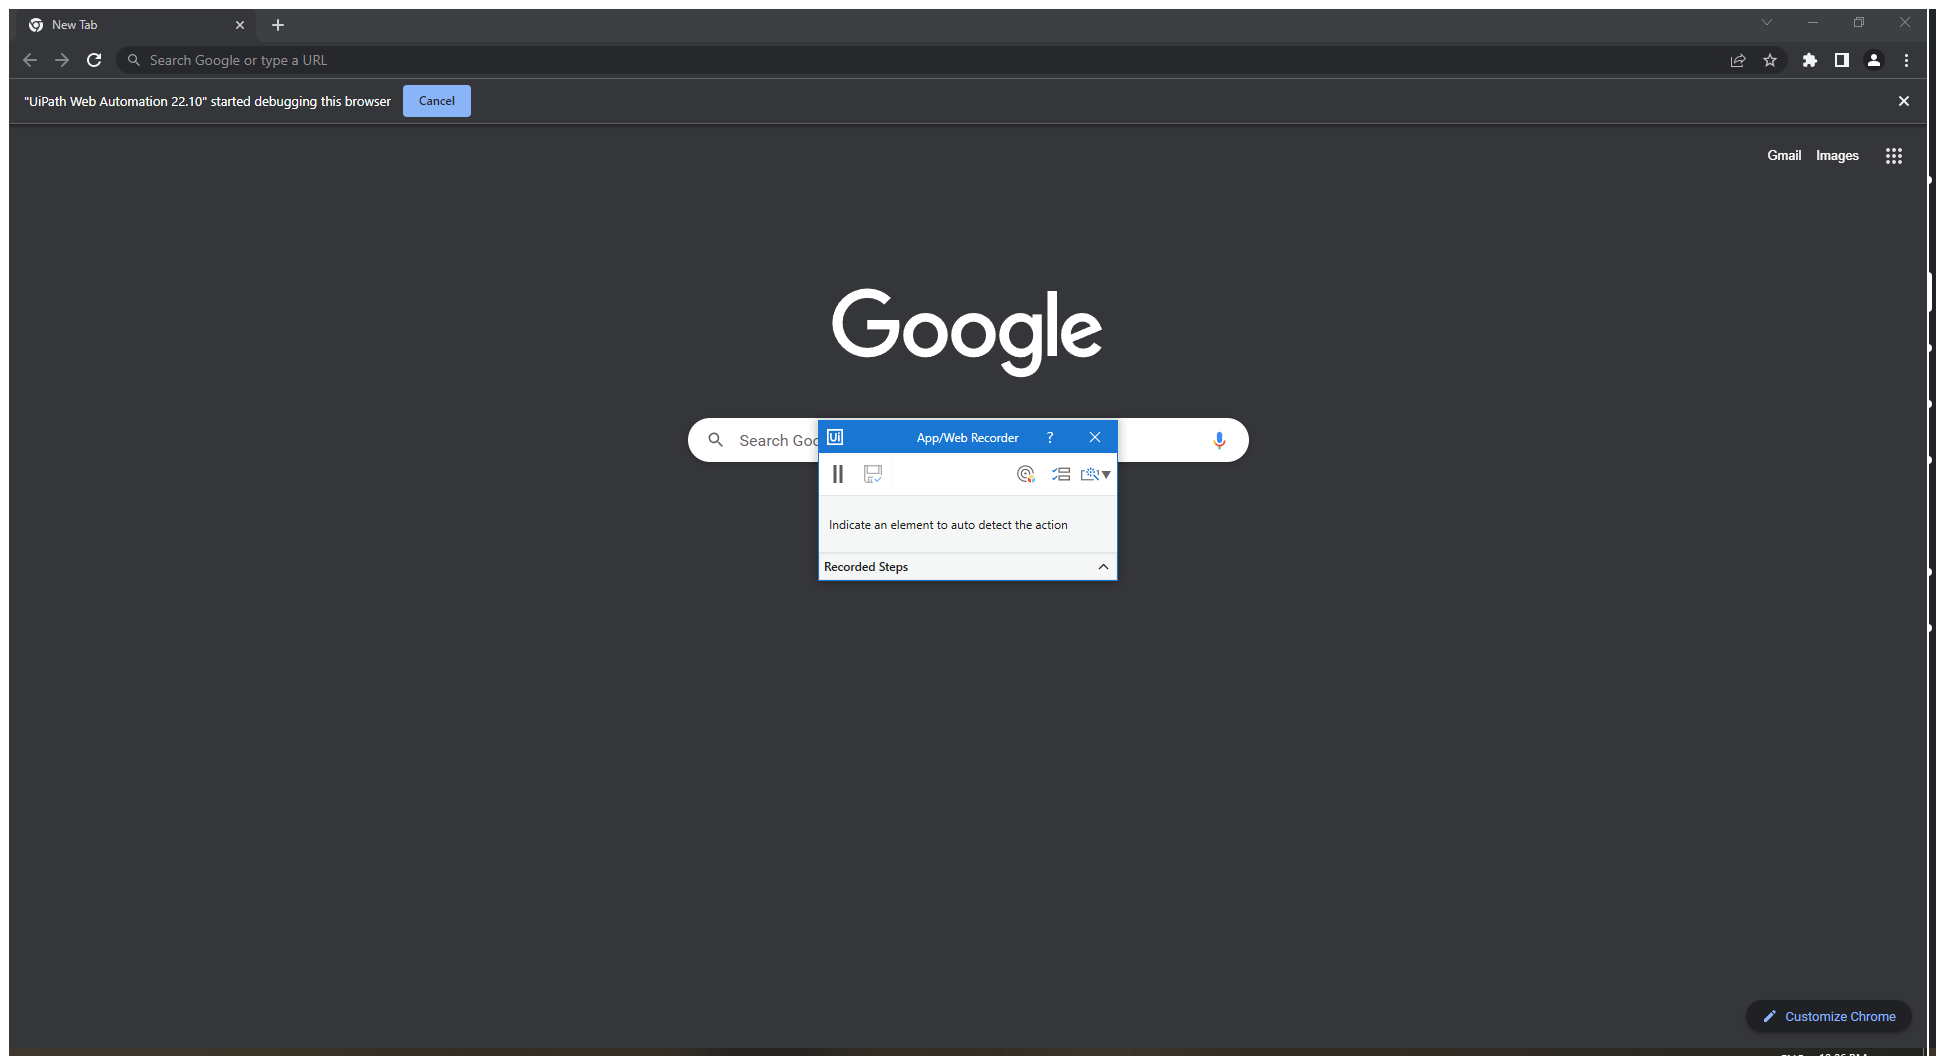 New Tab
Search Google or type a URL
"UiPath Web Automation 22.10" started debugging this browser
Cancel
Gmail
Images
Google
Search
Ui
App/Web Recorder
?
Indicate an element to auto detect the action
Recorded Steps
Customize Chrome